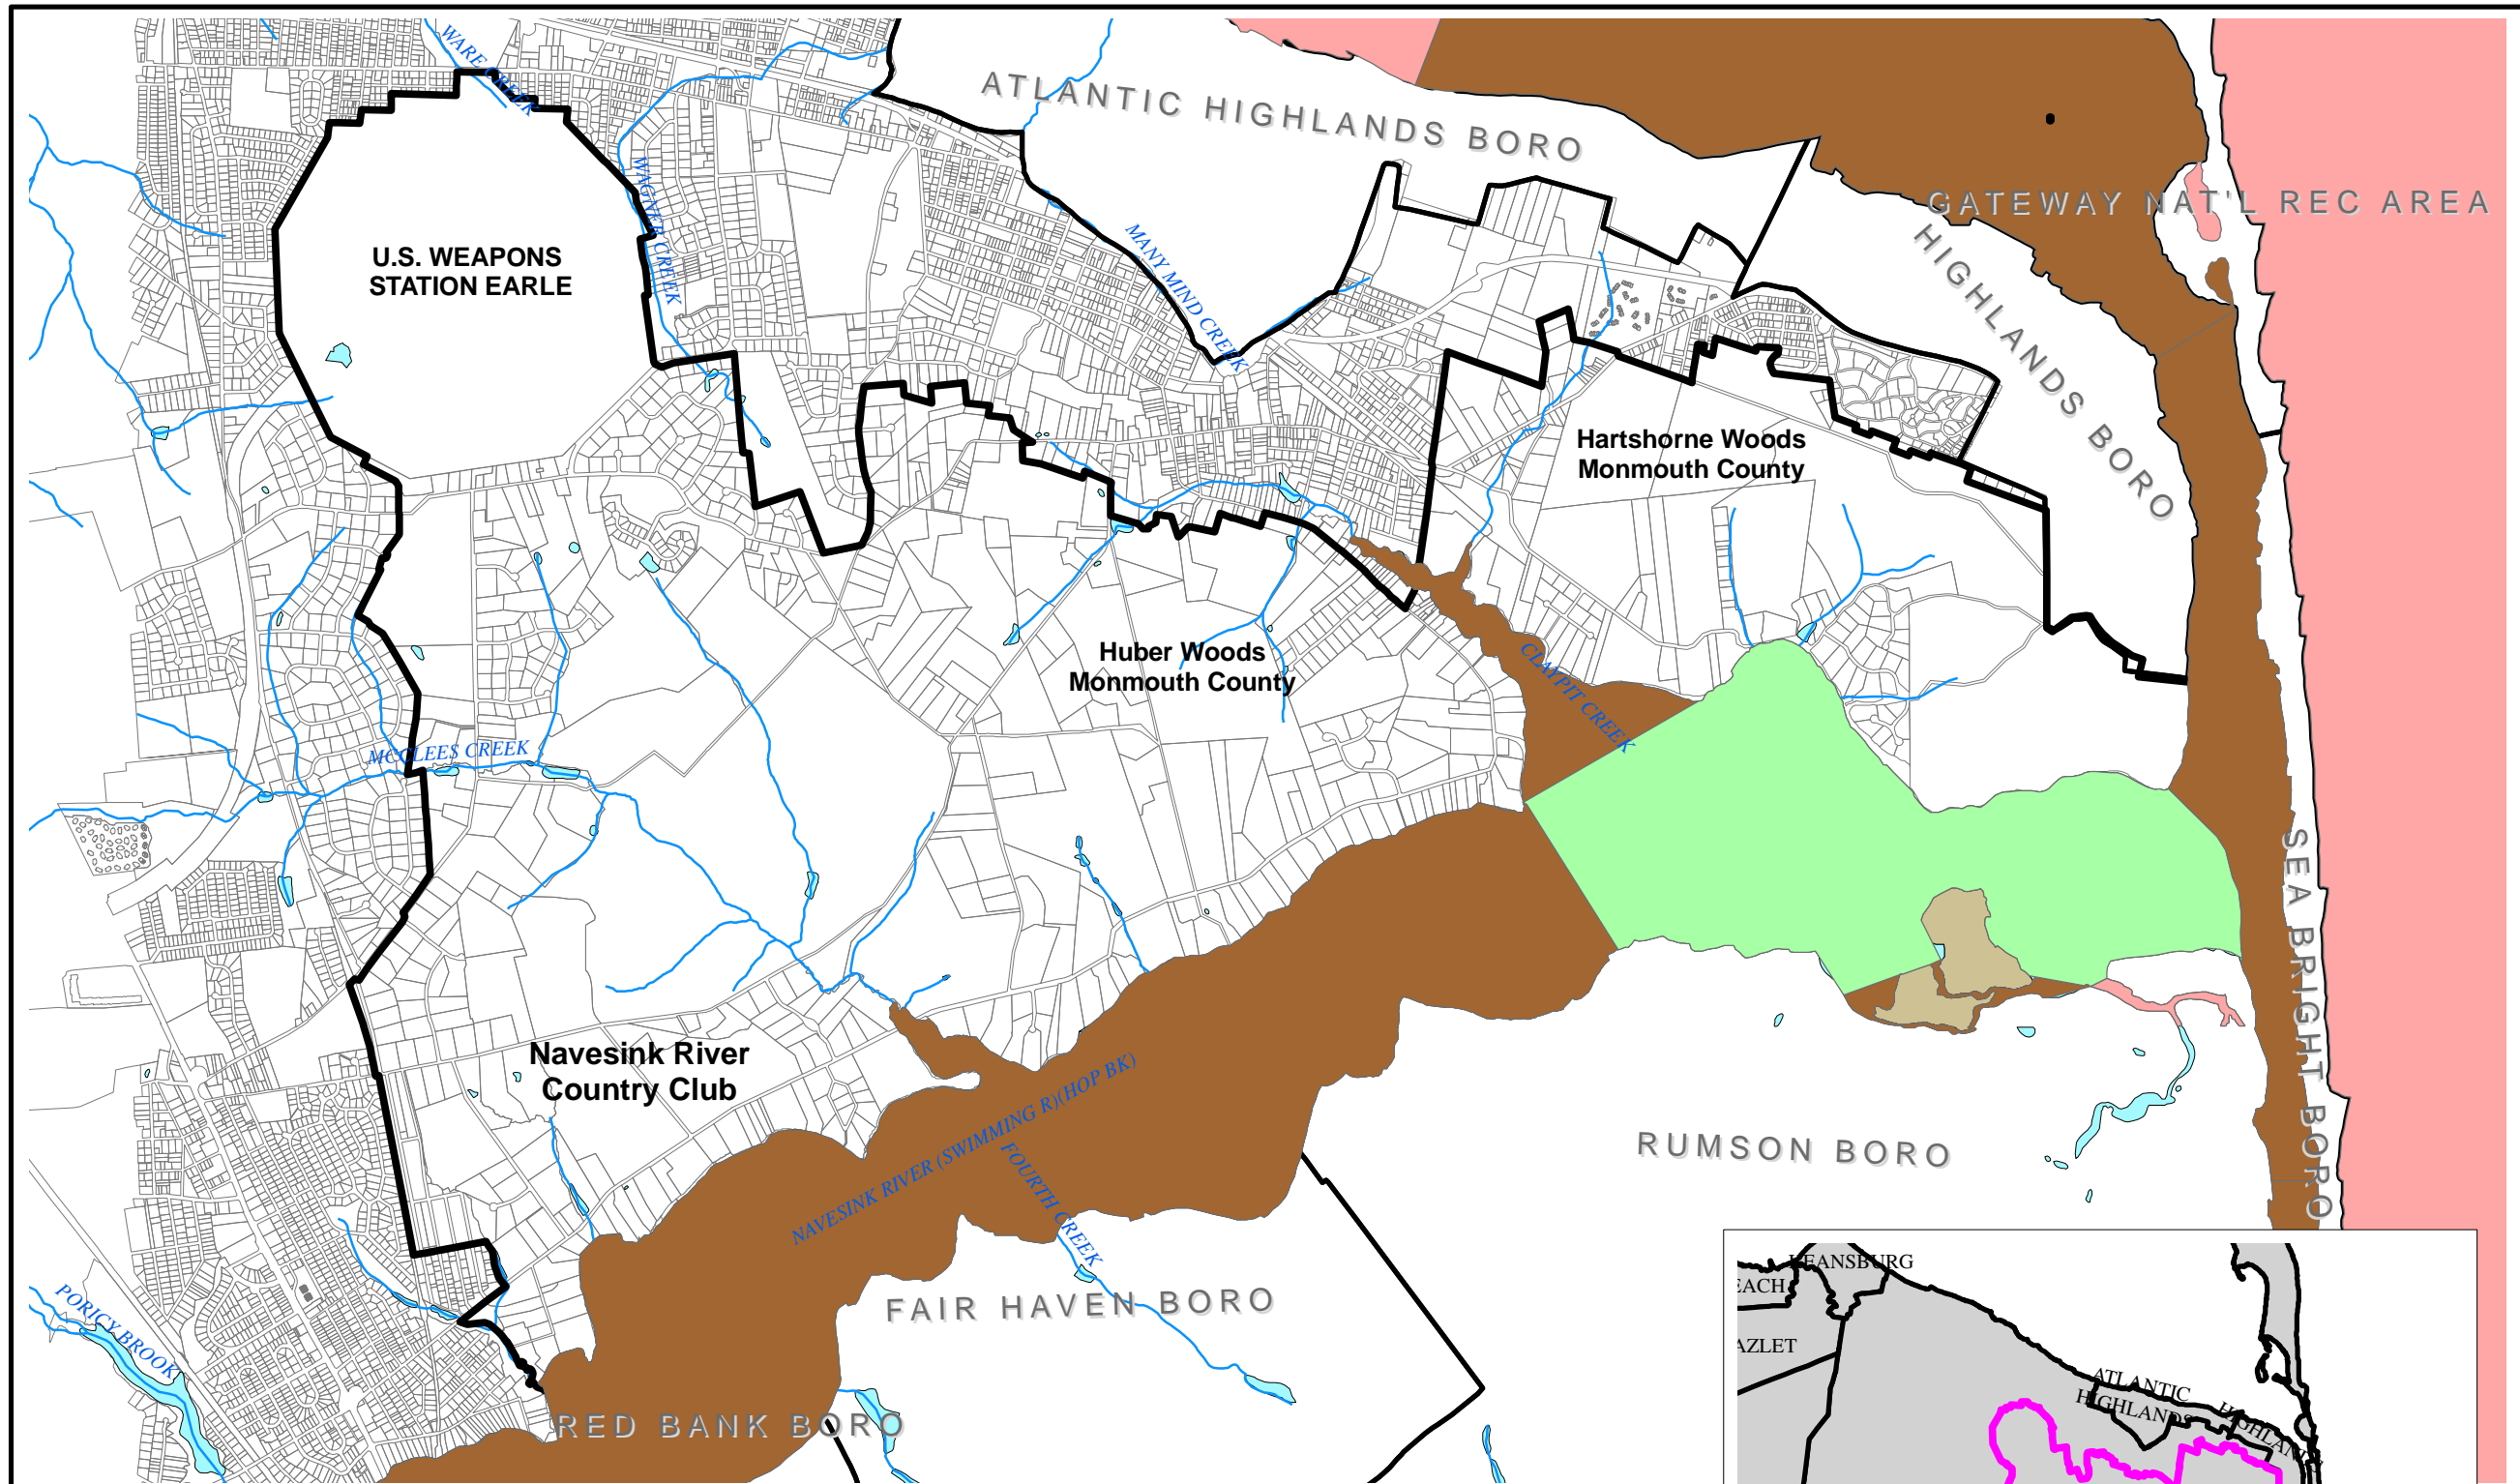 WARE CREEK
ATLANTIC HIGHLANDS BORO
WAGNER CREEK
GATEWAY NAT'L REC AREA
U.S. WEAPONS
STATION EARLE
MANY MIND CREEK
HIGHLANDS BORO
Hartshorne Woods
Monmouth County
Huber Woods
Monmouth County
CLAYPIT CREEK
MCCLEES CREEK
SEA BRIGHT BORO
Navesink River
Country Club
NAVESINK RIVER (SWIMMING R)(HOP BK)
FOURTH CREEK
RUMSON BORO
PORICY BROOK
FAIR HAVEN BORO
RED BANK BORO
KEANSBURG
EACH
AZLET
ATLANTIC
HIGHLANDS
HIGHLANDS